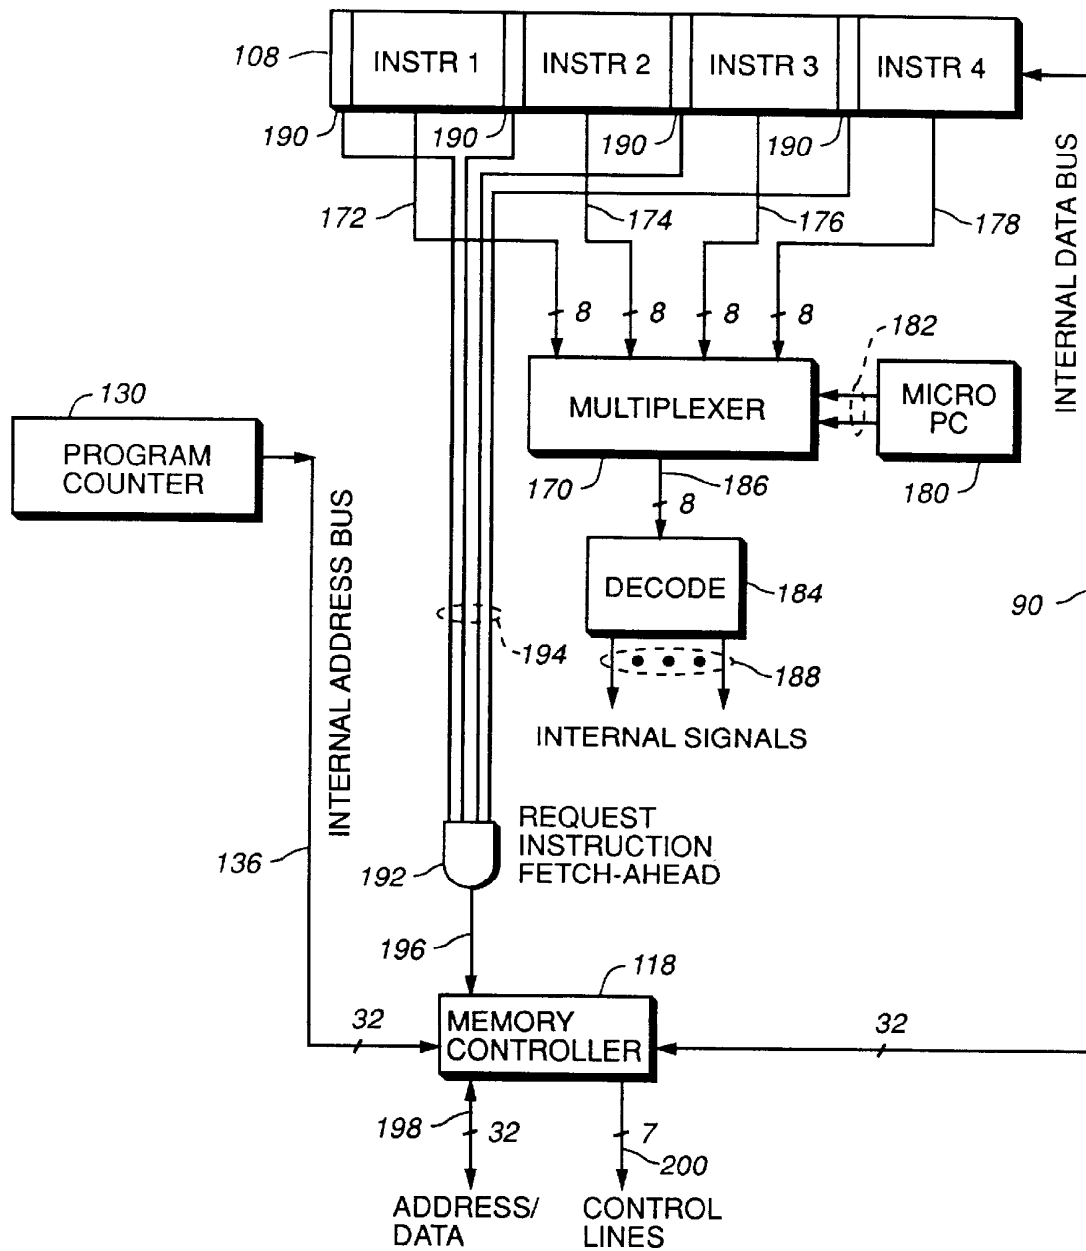 108
INSTR 1
INSTR 2
INSTR 3
INSTR 4
190
190
190
190
172
174
176
178
INTERNAL DATA BUS
8
8
8
8
182
130
PROGRAM
COUNTER
MULTIPLEXER
MICRO
PC
170
186
180
8
INTERNAL ADDRESS BUS
DECODE
184
90
194
188
INTERNAL SIGNALS
136
192
REQUEST
INSTRUCTION
FETCH-AHEAD
196
118
32
MEMORY
CONTROLLER
32
198
32
7
200
ADDRESS/
DATA
CONTROL
LINES